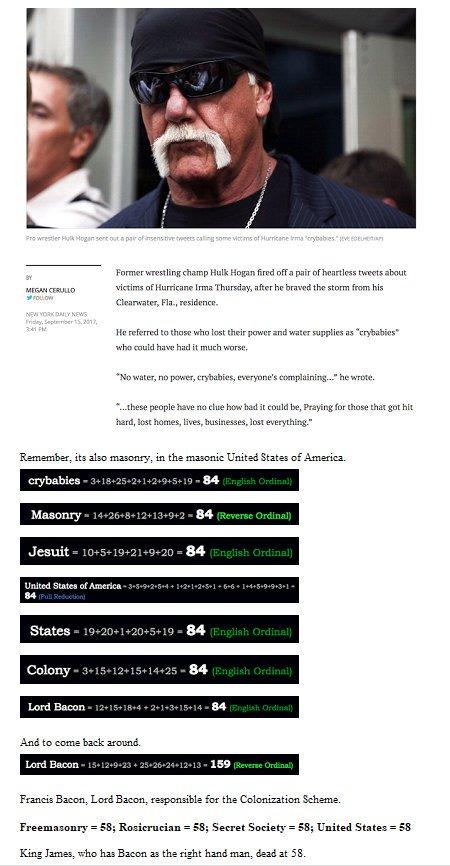 Pro wrestler Hulk Hogan sent out a pair of insensitive tweets calling some victims of Hurricane Irma "crybabies." (EVE EDELHEIT/AP)
BY
MEGAN CERULLO
FOLLOW
NEW YORK DAILY NEWS
Friday, September 15, 2017,
3:41 PM
Former wrestling champ Hulk Hogan fired off a pair of heartless tweets about
victims of Hurricane Irma Thursday, after he braved the storm from his
Clearwater, Fla., residence.
He referred to those who lost their power and water supplies as "crybabies"
who could have had it much worse.
"No water, no power, crybabies, everyone's complaining..." he wrote.
"...these people have no clue how bad it could be, Praying for those that got hit
hard, lost homes, lives, businesses, lost everything."
Remember, its also masonry, in the masonic United States of America.
crybabies = 3+18+25+2+1+2+9+5+19 = 84 (English Ordinal)
Masonry = 14+26+8+12+13+9+2 = 84 (Reverse Ordinal)
Jesuit = 10+5+19+21+9+20 = 84 (English Ordinal)
United States of America = 3+5+9+2+5+4 + 1+2+1+2+5+1 + 6+6 + 1+4+5+9+9+3+1 =
84 (Full Reduction)
States = 19+20+1+20+5+19 = 84 (English Ordinal)
Colony = 3+15+12+15+14+25 = 84 (English Ordinal)
Lord Bacon = 12+15+18+4 + 2+1+3+15+14 = 84 (English Ordinal)
And to come back around.
Lord Bacon = 15+12+9+23 + 25+26+24+12+13 = 159 (Reverse Ordinal)
Francis Bacon, Lord Bacon, responsible for the Colonization Scheme.
Freemasonry = 58; Rosicrucian = 58; Secret Society = 58; United States = 58
King James, who has Bacon as the right hand man, dead at 58.